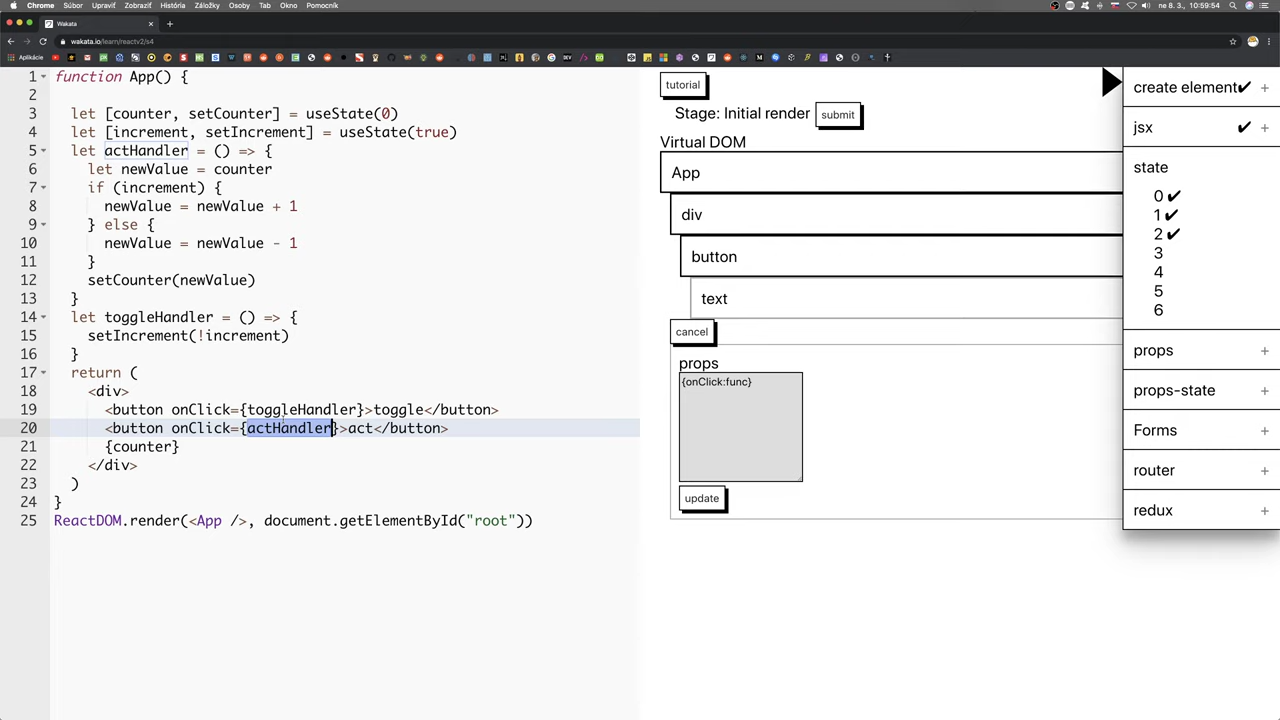 Chrome Súbor Upraviť Zobraziť História Záložky Osoby Tab Okno Pomocník ne 8. 3., 10:59:54
Wakata
wakata.io/learn/reactv2/s4
Aplikácie
1 function App() {
2
3 let [counter, setCounter] = useState(0)
4 let [increment, setIncrement] = useState(true)
5 let actHandler = () => {
6 let newValue = counter
7 if (increment) {
8 newValue = newValue + 1
9 } else {
10 newValue = newValue - 1
11 }
12 setCounter(newValue)
13 }
14 let toggleHandler = () => {
15 setIncrement(!increment)
16 }
17 return (
18 <div>
19 <button onClick={toggleHandler}>toggle</button>
20 <button onClick={actHandler}>act</button>
21 {counter}
22 </div>
23 )
24 }
25 ReactDOM.render(<App />, document.getElementById("root"))
tutorial
Stage: Initial render submit
Virtual DOM
App
div
button
text
cancel
props
{onClick:func}
update
create element✔ +
jsx ✔ +
state
0 ✔
1 ✔
2 ✔
3
4
5
6
props +
props-state +
Forms +
router +
redux +